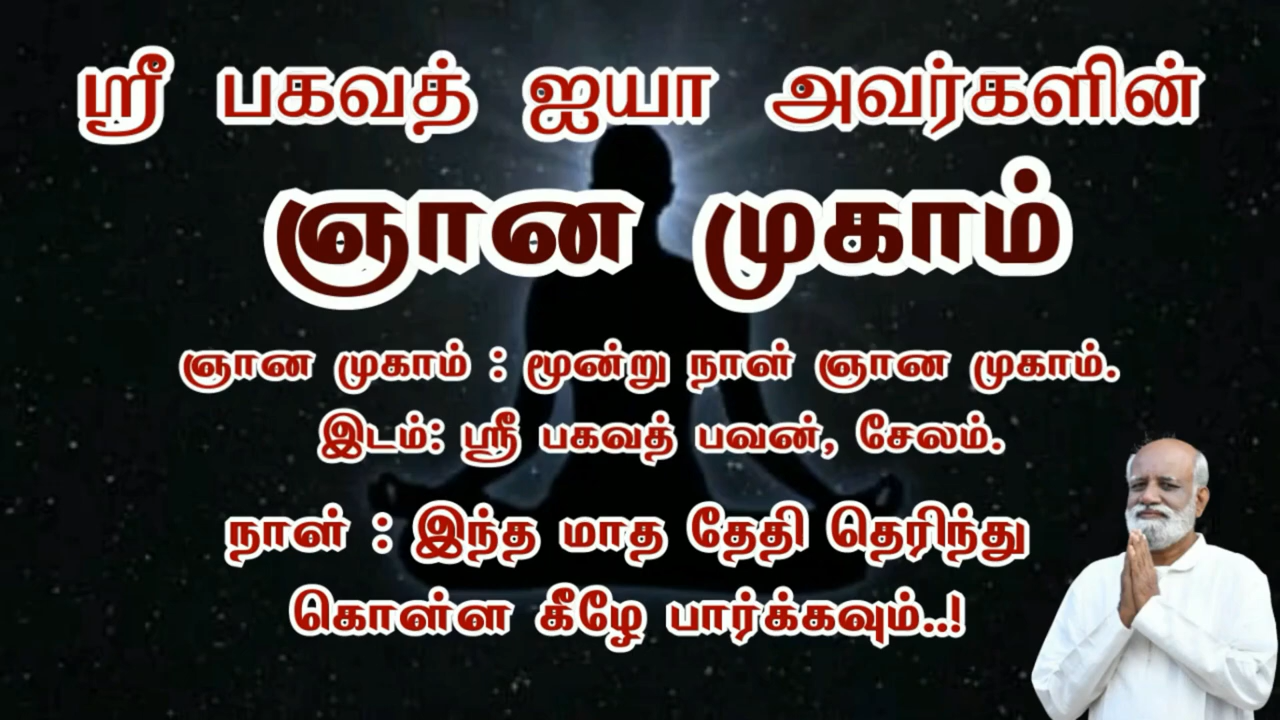 ஸ்ரீ பகவத் ஐயா அவர்களின்
ஞான முகாம்
ஞான முகாம் : மூன்று நாள் ஞான முகாம்.
இடம்: ஸ்ரீ பகவத் பவன், சேலம்.
நாள் : இந்த மாத தேதி தெரிந்து
கொள்ள கீழே பார்க்கவும்..!